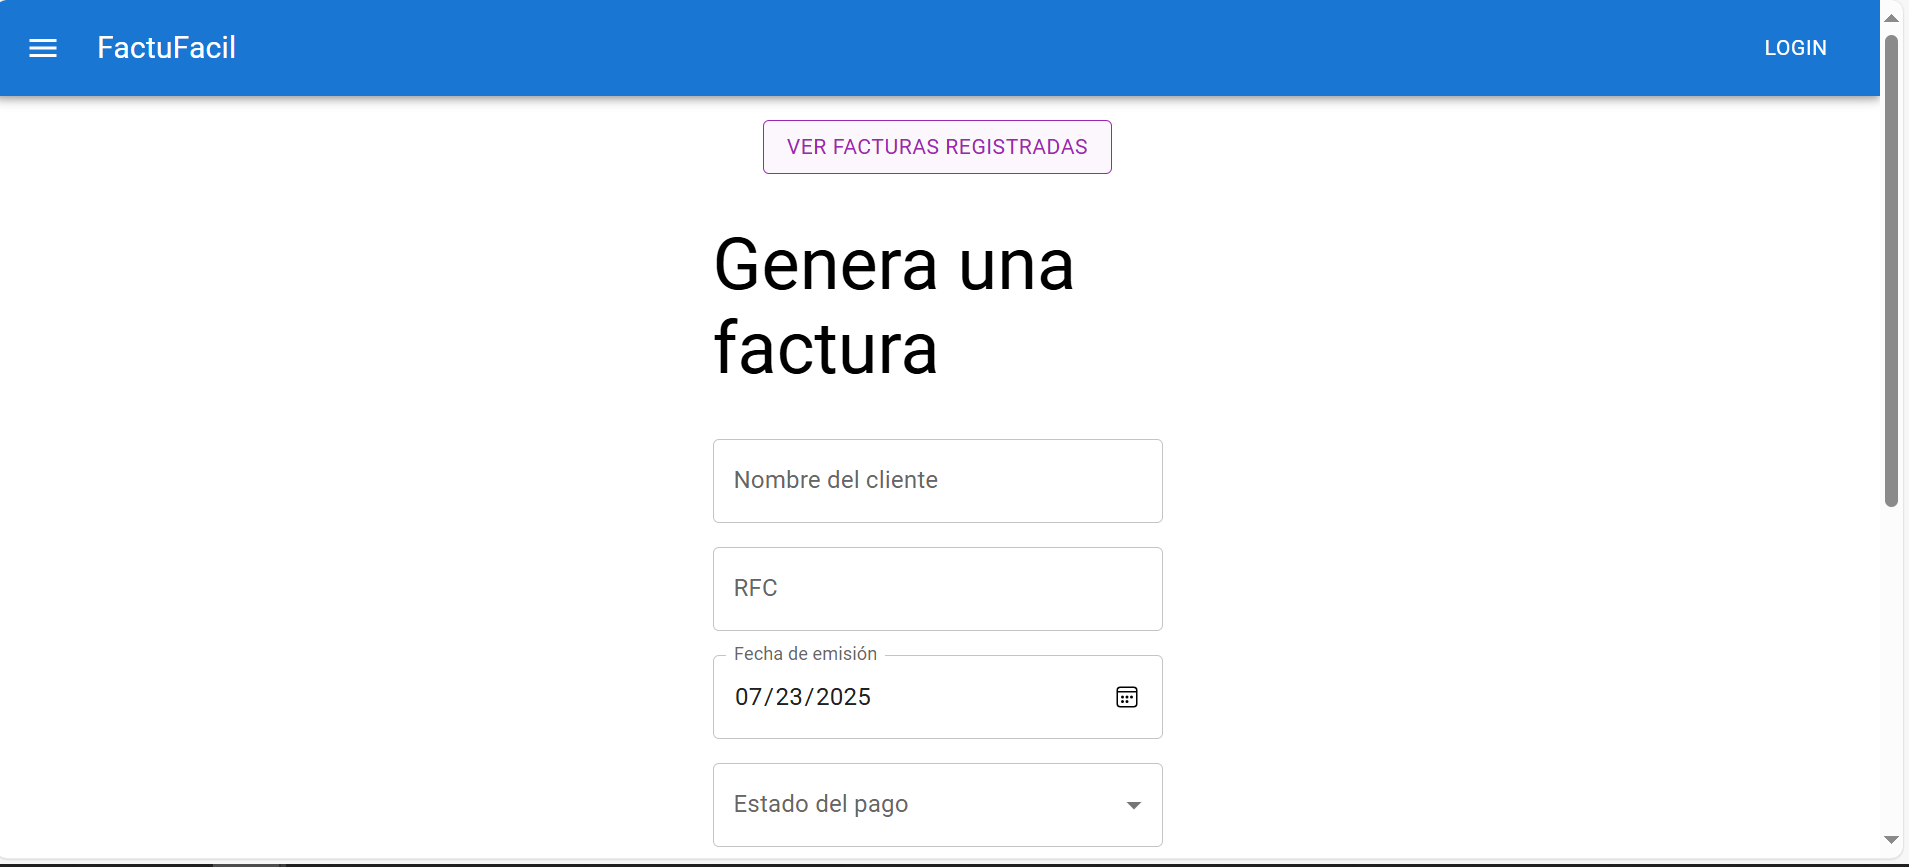 FactuFacil
LOGIN
VER FACTURAS REGISTRADAS
Genera una
factura
Nombre del cliente
RFC
Fecha de emisión
07/23/2025
Estado del pago